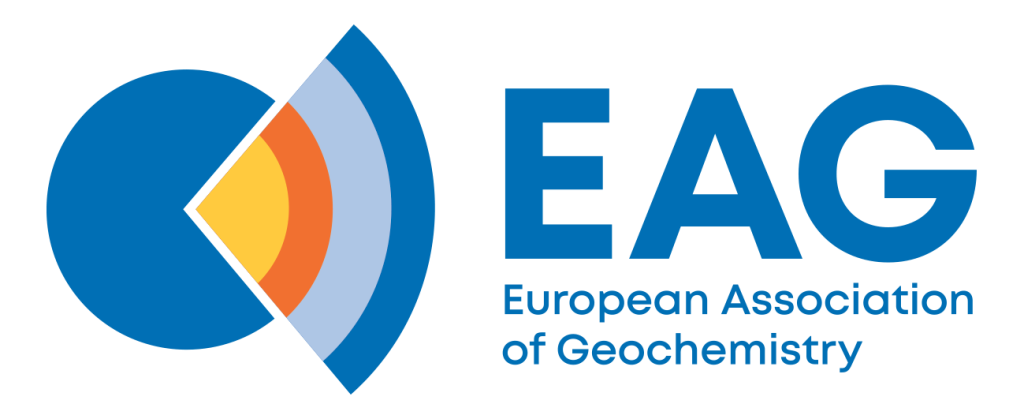 EAG
European Association
of Geochemistry